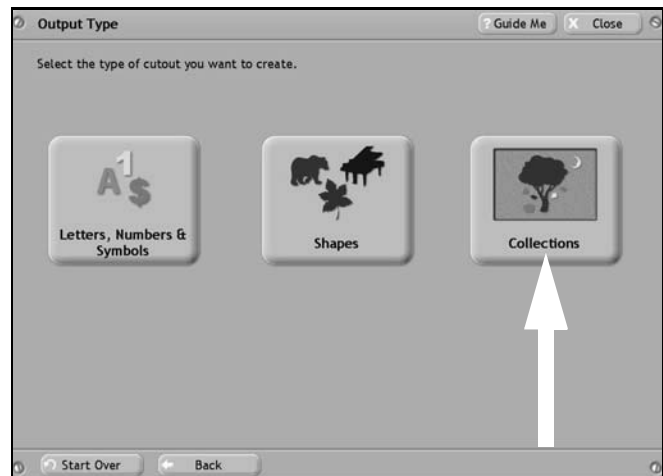 Output Type
? Guide Me
X Close
Select the type of cutout you want to create.
A1$
Letters, Numbers &
Symbols
Shapes
Collections
Start Over
Back